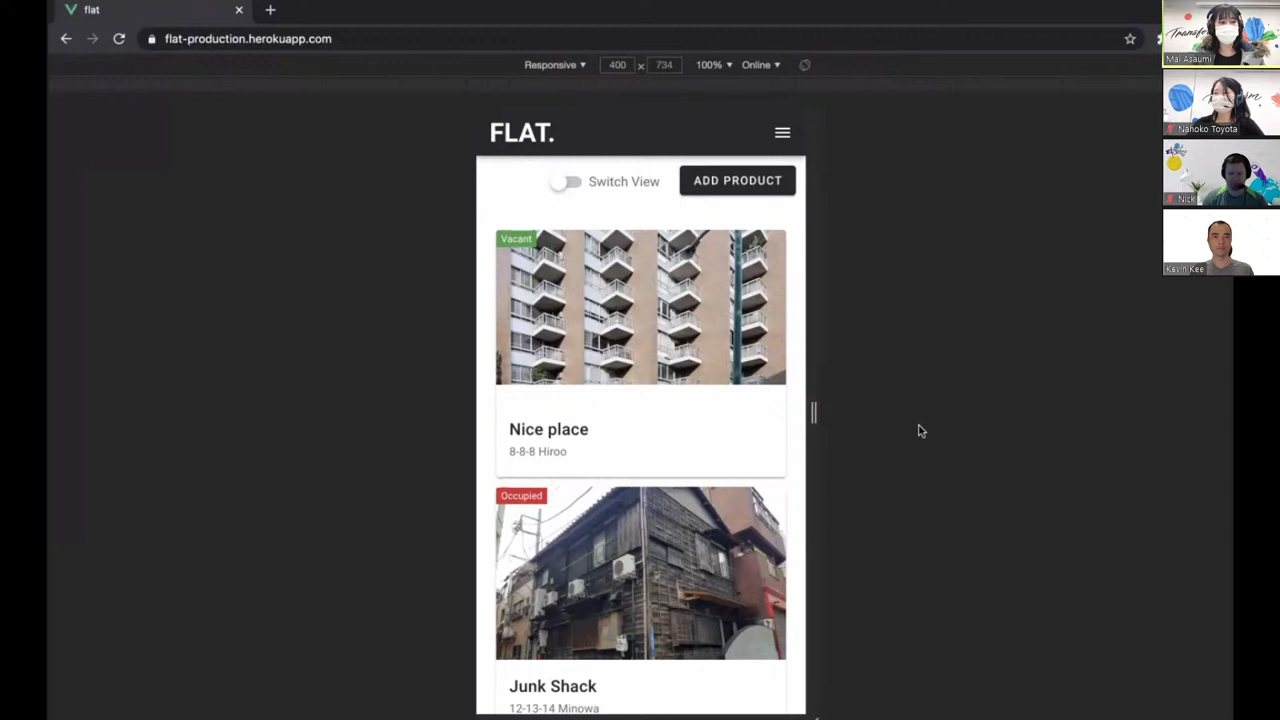 flat
flat-production.herokuapp.com
Responsive 400 x 734 100% Online
FLAT.
Switch View ADD PRODUCT
Vacant
Nice place
8-8-8 Hiroo
Occupied
Junk Shack
12-13-14 Minowa
Mai Asaumi
Nahoko Toyota
Nick
Kevin Kee